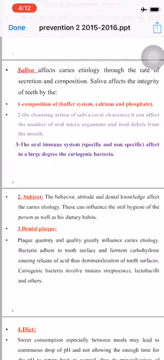 4:12
prevention 2 2015-2016.ppt
Saliva affects caries etiology through the rate of
secretion and composition. Saliva affects the integrity
of teeth by the:
1-composition al (buffer system, calcium and phosphate)
2- the cleansing action of saliva (oral clearance) it can
affect the number of oral micro organisms and food debris from
the mouth.
3-The oral immune system (specific and non specific) affect
to a large degree the cariogenic bacteria.
2. Subject: The behavior, attitude and dental knowledge affect
the caries etiology. These can influence the oral hygiene of the
person as well as his dietary habits.
3.Dental plaque:
Plaque quantity and quality greatly influence caries etiology.
Bacteria adhere to tooth surface and ferment carbohydrate
causing release of acid thus demineralization of tooth surfaces.
Cariogenic bacteria involve mutans streptococci, lactobacilli and
others.
4.Diet:
Sweet consumption especially between meals may lead to
continuous drop of pH and not allowing the enough time for